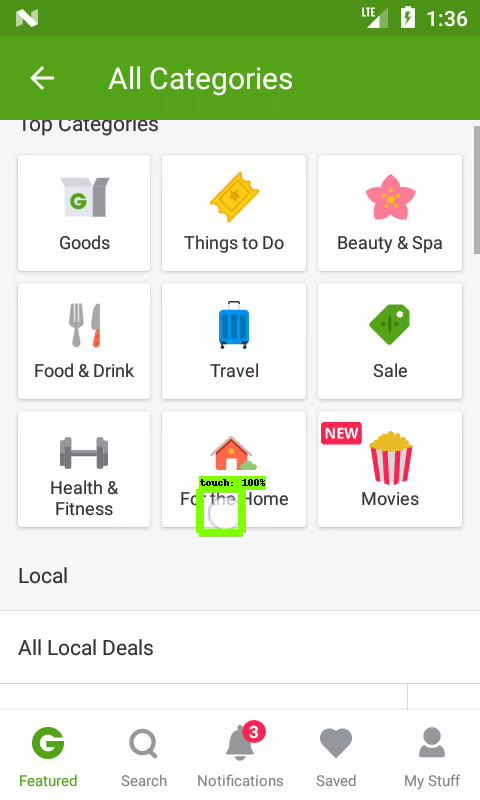 LTE 1:36
All Categories
Top Categories
Goods
Things to Do
Beauty & Spa
Food & Drink
Travel
Sale
Health &
Fitness
For the Home
NEW
Movies
touch: 100%
Local
All Local Deals
3
Featured
Search
Notifications
Saved
My Stuff